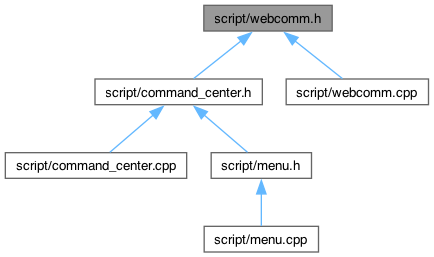 script/webcomm.h
script/command_center.h
script/webcomm.cpp
script/command_center.cpp
script/menu.h
script/menu.cpp